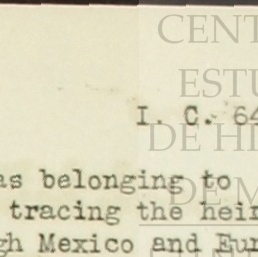 CENT
ESTU
I. C. 64
DE HI
as belonging to
DE M
tracing the heir
gh Mexico and Eur